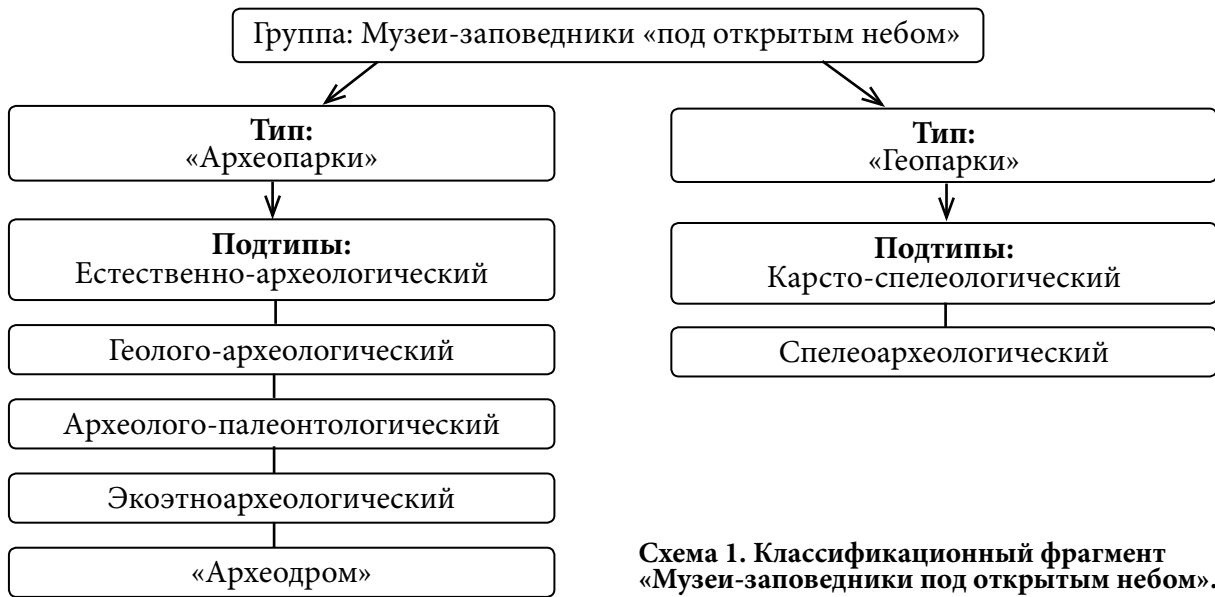 Группа: Музеи-заповедники «под открытым небом»
Тип:
«Археопарки»
Подтипы:
Естественно-археологический
Геолого-археологический
Археолого-палеонтологический
Экоэтноархеологический
«Археодром»
Тип:
«Геопарки»
Подтипы:
Карсто-спелеологический
Спелеоархеологический
Схема 1. Классификационный фрагмент
«Музеи-заповедники под открытым небом».